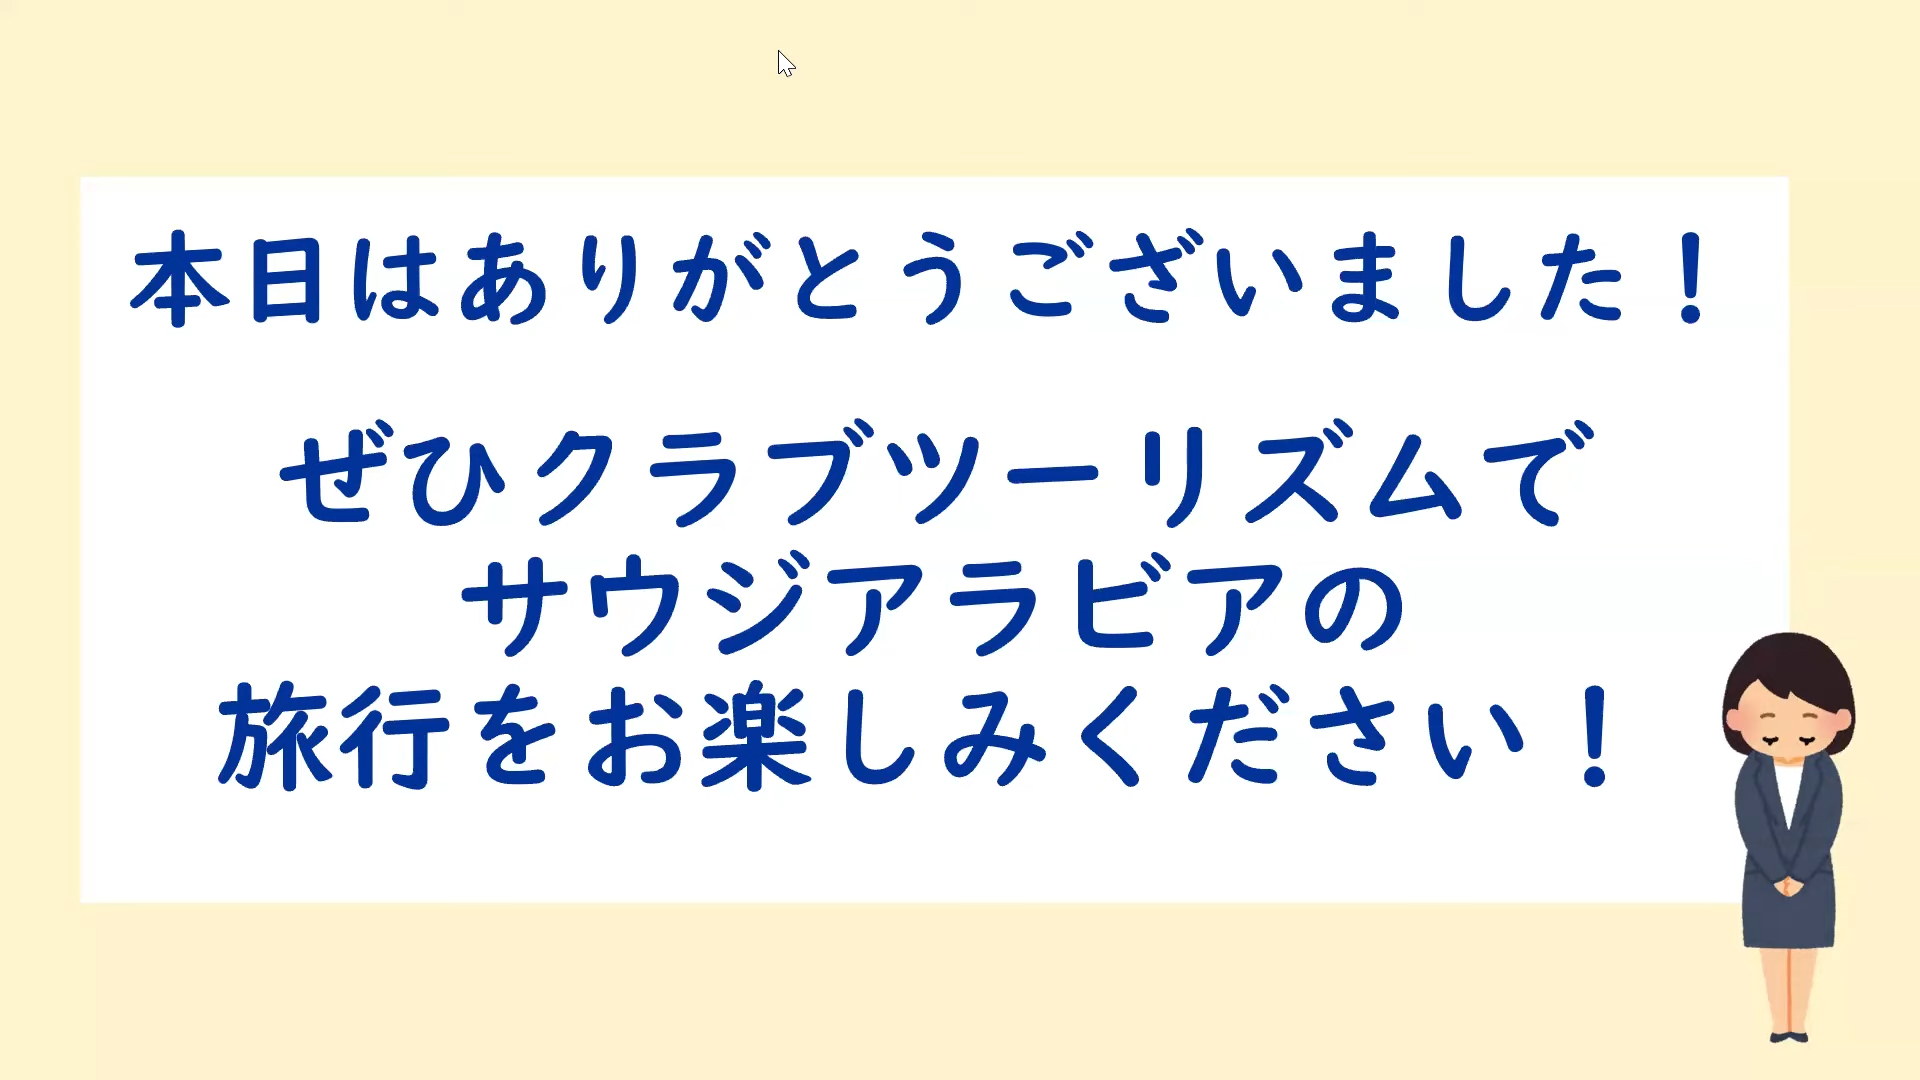 本日はありがとうございました！
ぜひクラブツーリズムで
サウジアラビアの
旅行をお楽しみください！